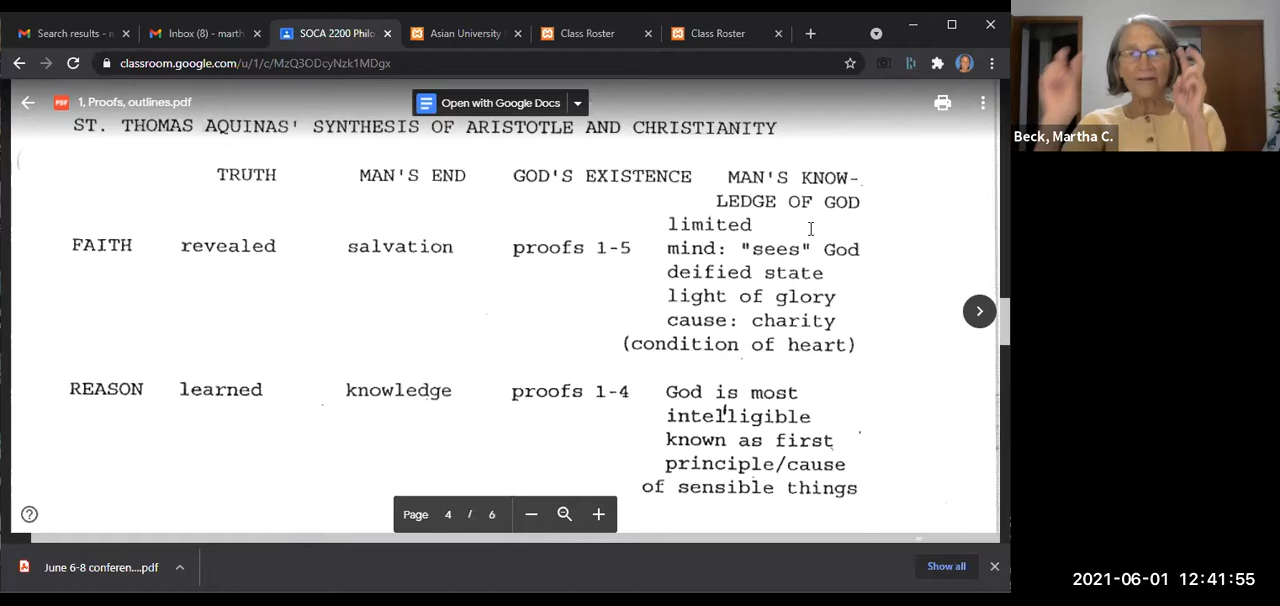 Search results - n
Inbox (8) - marth
SOCA 2200 Philo
Asian University
Class Roster
Class Roster
classroom.google.com/u/1/c/MzQ3ODcyNzk1MDgx
PDF 1, Proofs, outlines.pdf
Open with Google Docs
Beck, Martha C.
ST. THOMAS AQUINAS' SYNTHESIS OF ARISTOTLE AND CHRISTIANITY
TRUTH MAN'S END GOD'S EXISTENCE MAN'S KNOW-
LEDGE OF GOD
limited
FAITH revealed salvation proofs 1-5 mind: "sees" God
deified state
light of glory
cause: charity
(condition of heart)
REASON learned knowledge proofs 1-4 God is most
intelligible
known as first
principle/cause
of sensible things
Page 4 / 6
June 6-8 conferen....pdf
Show all
2021-06-01 12:41:55